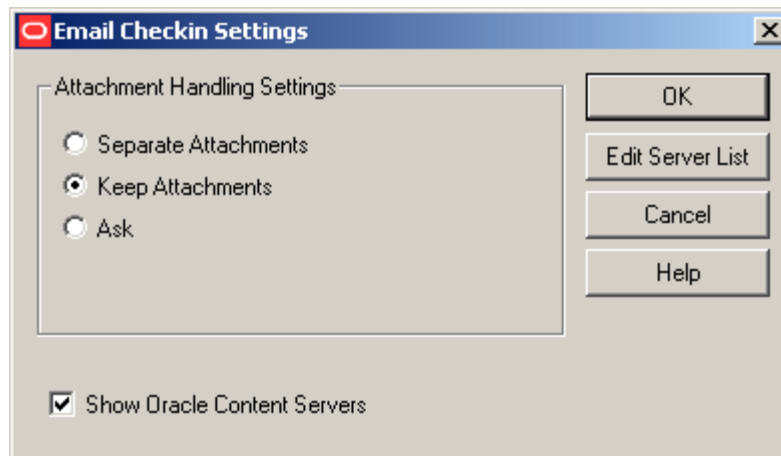 Email Checkin Settings
Attachment Handling Settings
Separate Attachments
Keep Attachments
Ask
OK
Edit Server List
Cancel
Help
Show Oracle Content Servers